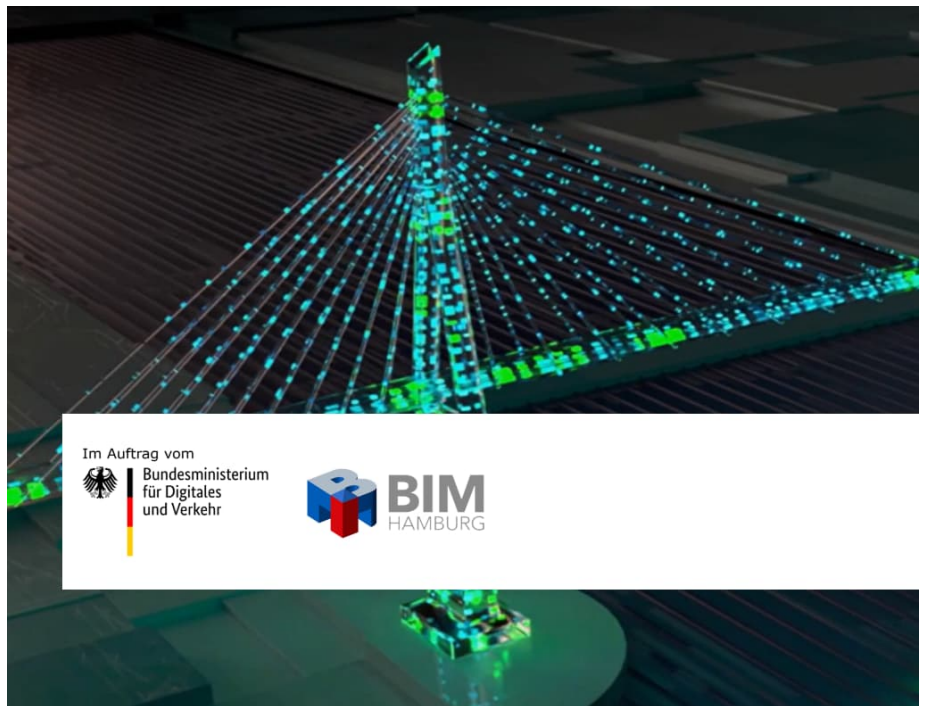 Im Auftrag vom
Bundesministerium
für Digitales
und Verkehr
BIM
HAMBURG